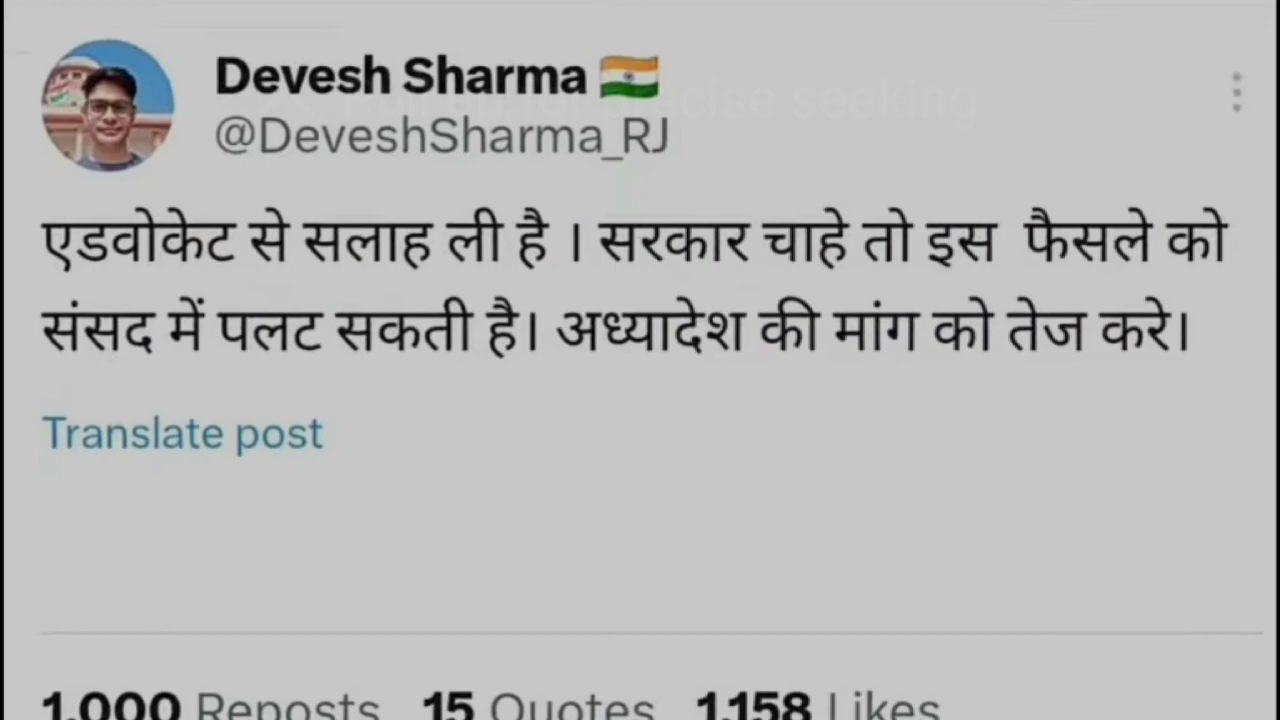 Devesh Sharma 🇮🇳
@DeveshSharma_RJ
एडवोकेट से सलाह ली है । सरकार चाहे तो इस फैसले को
संसद में पलट सकती है। अध्यादेश की मांग को तेज करे।
Translate post
1,000 Reposts 15 Quotes 1,158 Likes